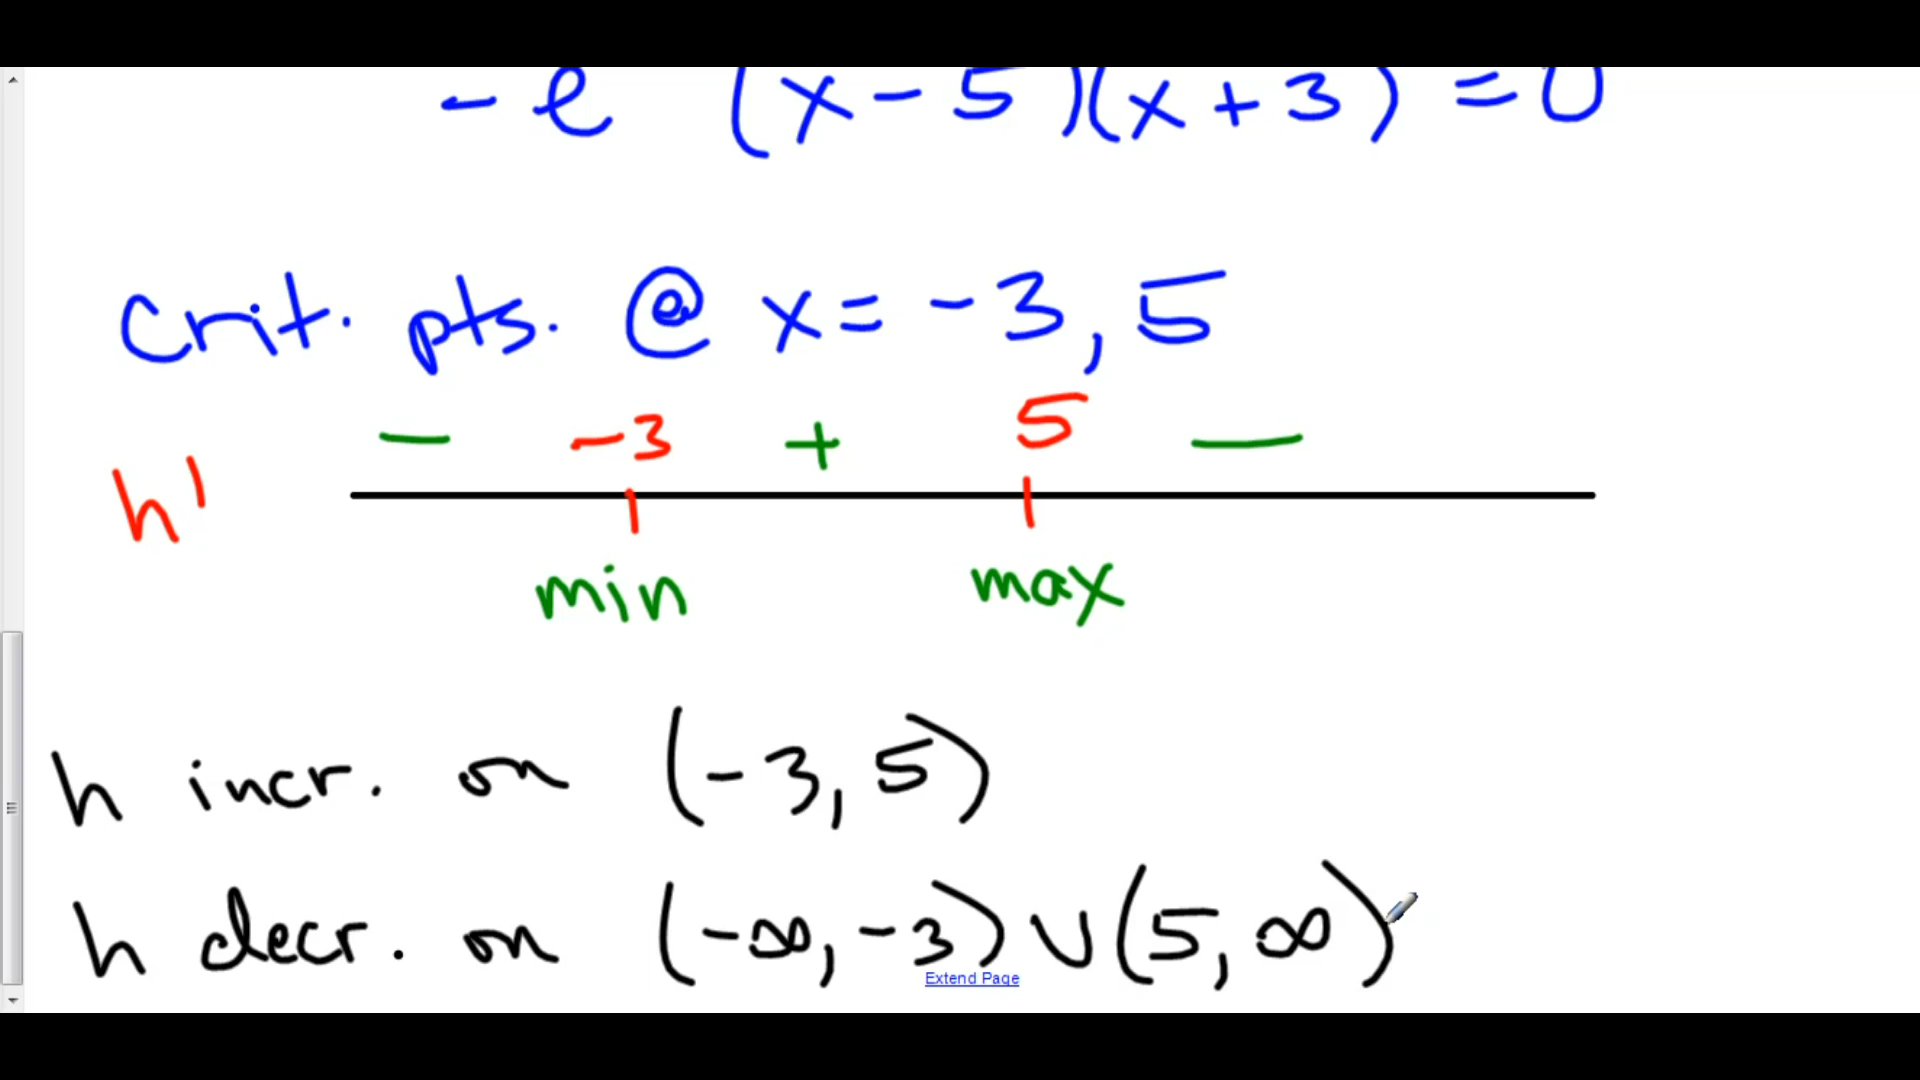 - e (x-5)(x+3) = 0
Crit. pts. @ x = -3, 5
- -3 + 5 -
h'
min max
h incr. on (-3, 5)
h decr. on (-∞, -3) ∪ (5, ∞)
Extend Page